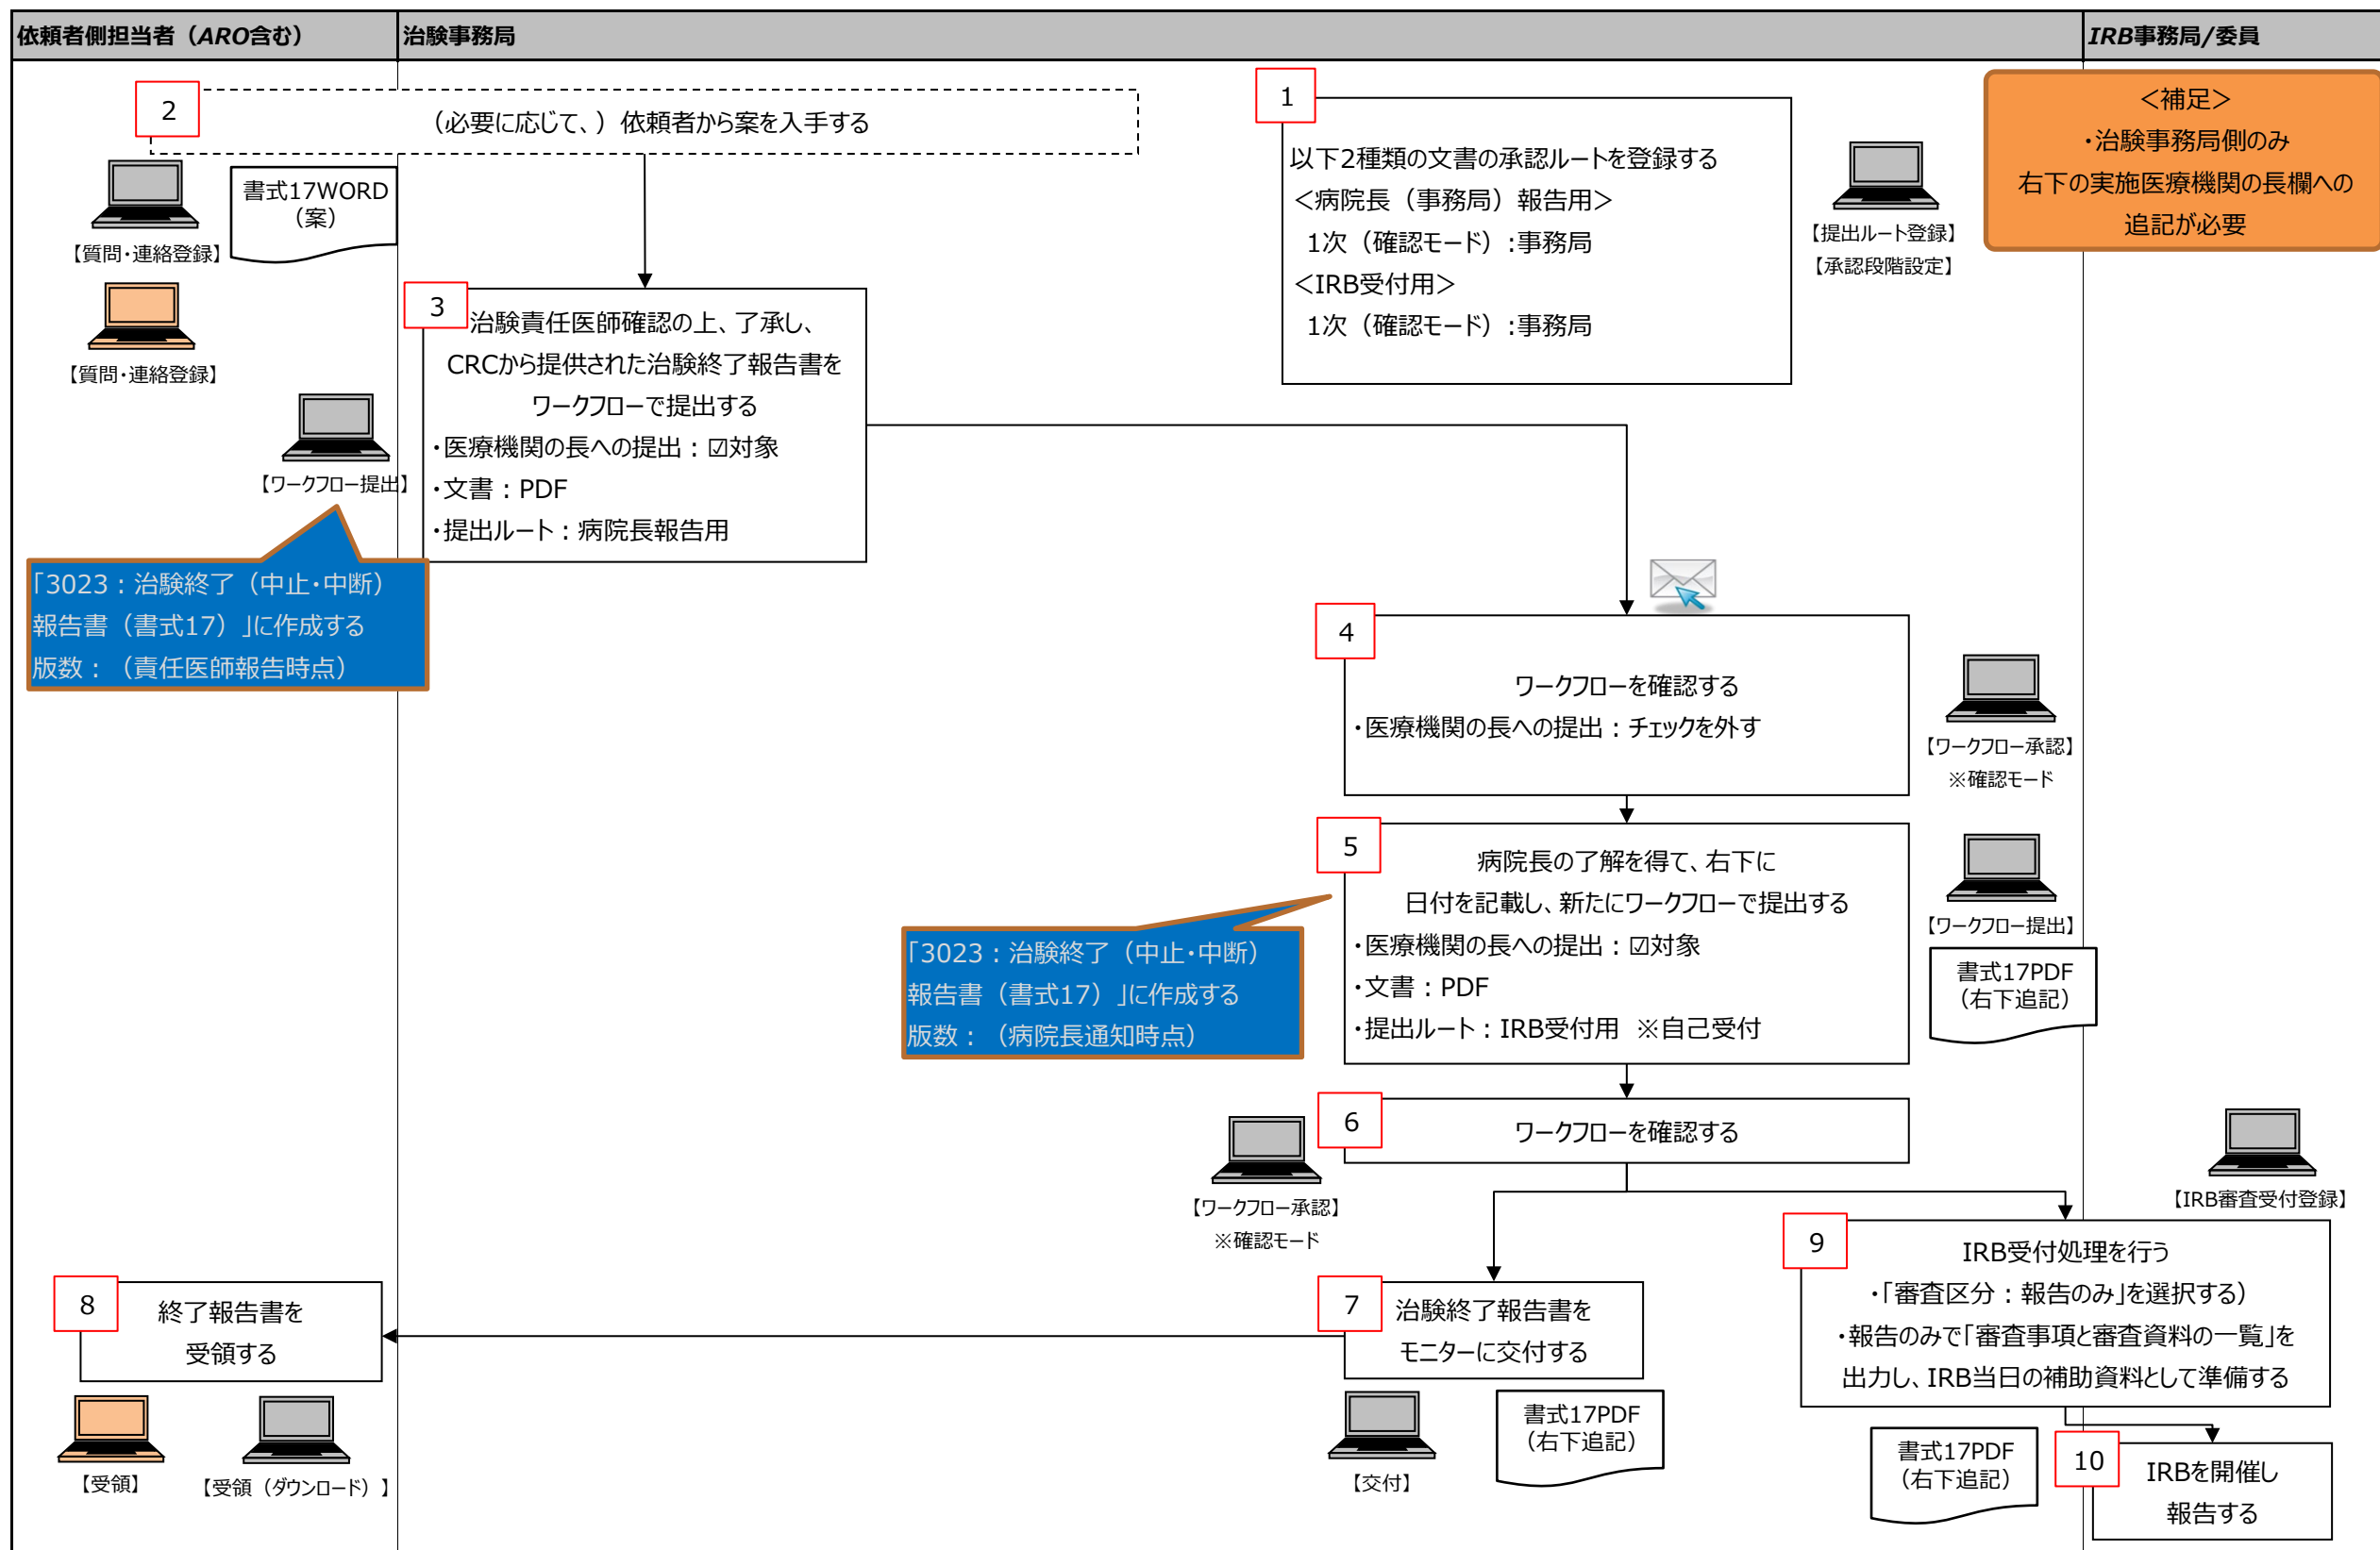 依頼者側担当者（ARO含む）
治験事務局
IRB事務局/委員
2
（必要に応じて、）依頼者から案を入手する
【質問・連絡登録】
書式17WORD
（案）
【質問・連絡登録】
1
以下2種類の文書の承認ルートを登録する
＜病院長（事務局）報告用＞
1次（確認モード）：事務局
＜IRB受付用＞
1次（確認モード）：事務局
【提出ルート登録】
【承認段階設定】
＜補足＞
・治験事務局側のみ
右下の実施医療機関の長欄への
追記が必要
3
治験責任医師確認の上、了承し、
CRCから提供された治験終了報告書を
ワークフローで提出する
・医療機関の長への提出：☑対象
・文書：PDF
・提出ルート：病院長報告用
【ワークフロー提出】
「3023：治験終了（中止・中断）
報告書（書式17）」に作成する
版数：（責任医師報告時点）
4
ワークフローを確認する
・医療機関の長への提出：チェックを外す
【ワークフロー承認】
※確認モード
5
病院長の了解を得て、右下に
日付を記載し、新たにワークフローで提出する
・医療機関の長への提出：☑対象
・文書：PDF
・提出ルート：IRB受付用　※自己受付
【ワークフロー提出】
書式17PDF
（右下追記）
「3023：治験終了（中止・中断）
報告書（書式17）」に作成する
版数：（病院長通知時点）
6
ワークフローを確認する
【ワークフロー承認】
※確認モード
【IRB審査受付登録】
9
IRB受付処理を行う
・「審査区分：報告のみ」を選択する）
・報告のみで「審査事項と審査資料の一覧」を
出力し、IRB当日の補助資料として準備する
7
治験終了報告書を
モニターに交付する
【交付】
書式17PDF
（右下追記）
8
終了報告書を
受領する
【受領】
【受領（ダウンロード）】
書式17PDF
（右下追記）
10
IRBを開催し
報告する